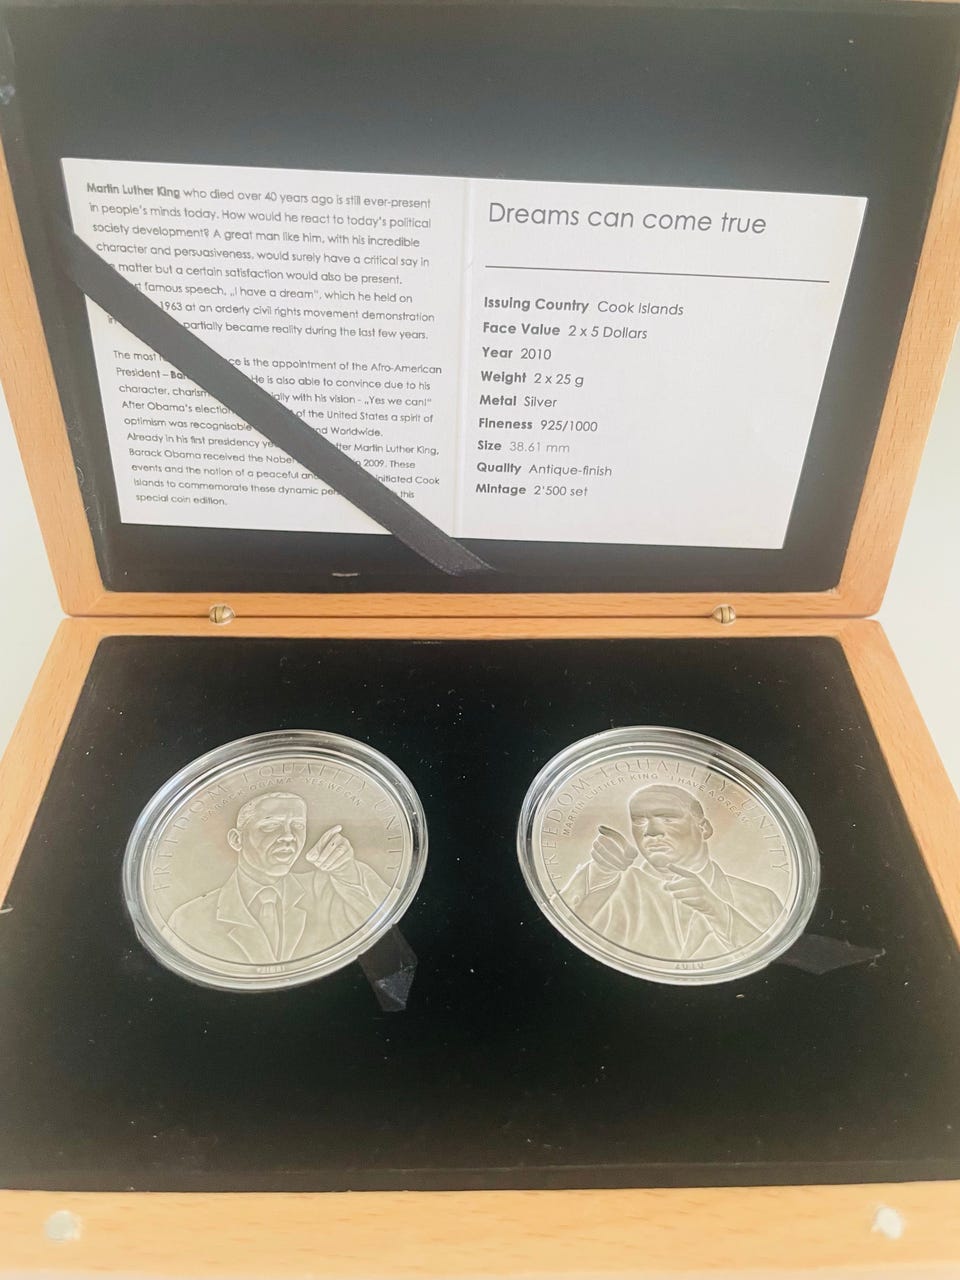 Martin Luther King who died over 40 years ago is still ever-present
in people's minds today. How would he react to today's political
society development? A great man like him, with his incredible
character and persuasiveness, would surely have a critical say in
matter but a certain satisfaction would also be present.
famous speech, „I have a dream", which he held on
1963 at an orderly civil rights movement demonstration
partially became reality during the last few years.
The most
is the appointment of the Afro-American
President –
He is also able to convince due to his
character,
with his vision - „Yes we can!"
After Obama's
of the United States a spirit of
optimism was recognisable
Worldwide.
Already in his first presidency
Martin Luther King,
Barack Obama received the
2009. These
events and the notion of a peaceful
Cook
Islands to commemorate these dynamic
this
special coin edition.
Dreams can come true
Issuing Country Cook Islands
Face Value 2 x 5 Dollars
Year 2010
Weight 2 x 25 g
Metal Silver
Fineness 925/1000
Size 38.61 mm
Quality Antique-finish
Mintage 2'500 set
FREEDOM EQUALITY UNITY
BARACK OBAMA YES WE CAN
FREEDOM EQUALITY UNITY
MARTIN LUTHER KING I HAVE A DREAM
2010